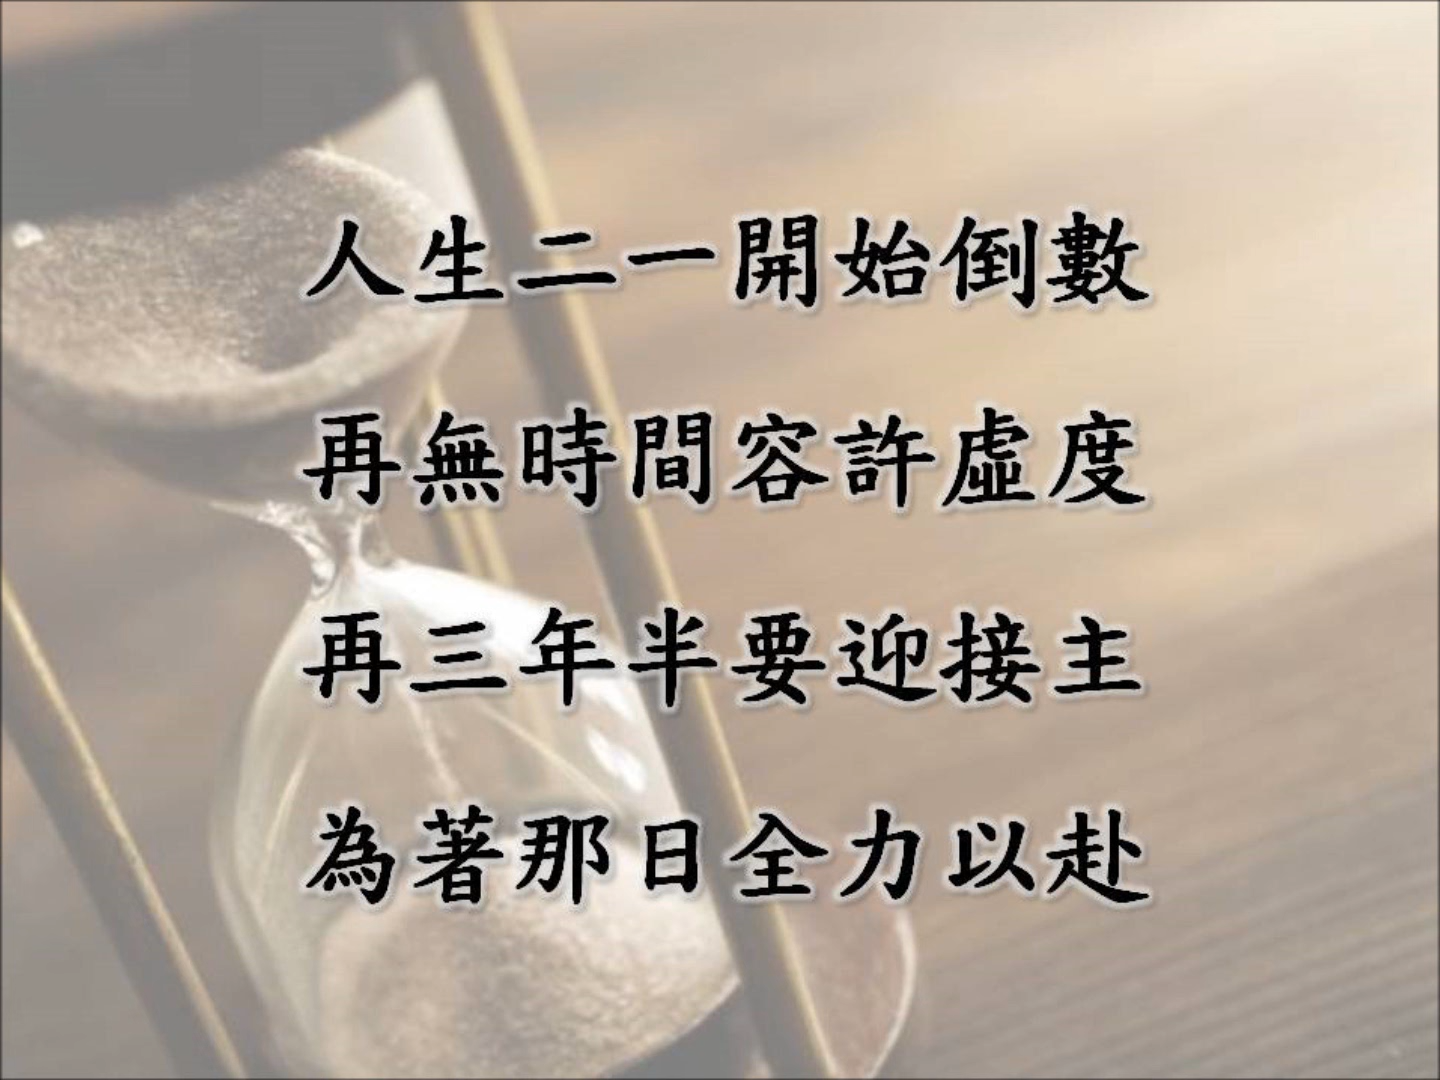 人生二一開始倒數
再無時間容許虛度
再三年半要迎接主
為著那日全力以赴